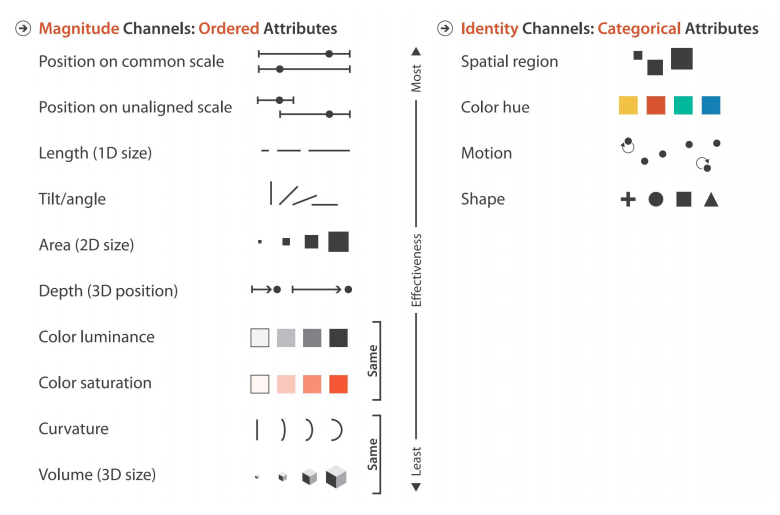 Magnitude Channels: Ordered Attributes
Position on common scale
Position on unaligned scale
Length (1D size)
Tilt/angle
Area (2D size)
Depth (3D position)
Color luminance
Color saturation
Curvature
Volume (3D size)
Same
Same
Most
Effectiveness
Least
Identity Channels: Categorical Attributes
Spatial region
Color hue
Motion
Shape